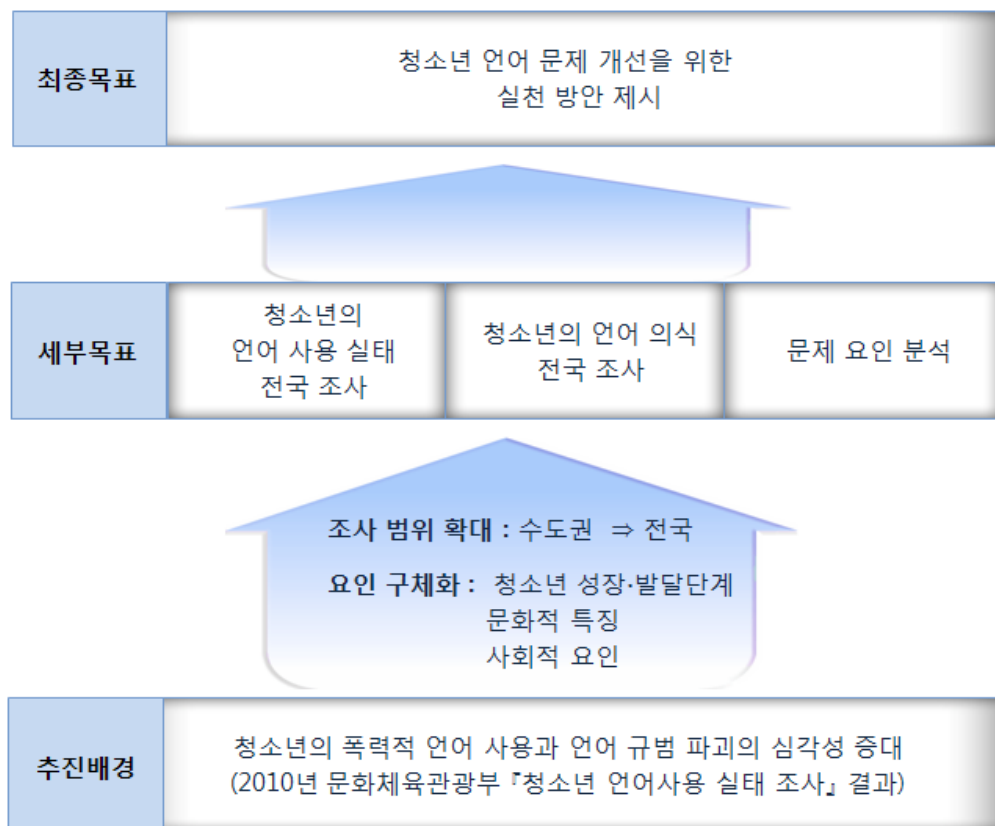 최종목표
청소년 언어 문제 개선을 위한
실천 방안 제시
세부목표
청소년의
언어 사용 실태
전국 조사
청소년의 언어 의식
전국 조사
문제 요인 분석
조사 범위 확대 : 수도권 ⇒ 전국
요인 구체화 : 청소년 성장·발달단계
문화적 특징
사회적 요인
추진배경
청소년의 폭력적 언어 사용과 언어 규범 파괴의 심각성 증대
(2010년 문화체육관광부 『청소년 언어사용 실태 조사』 결과)